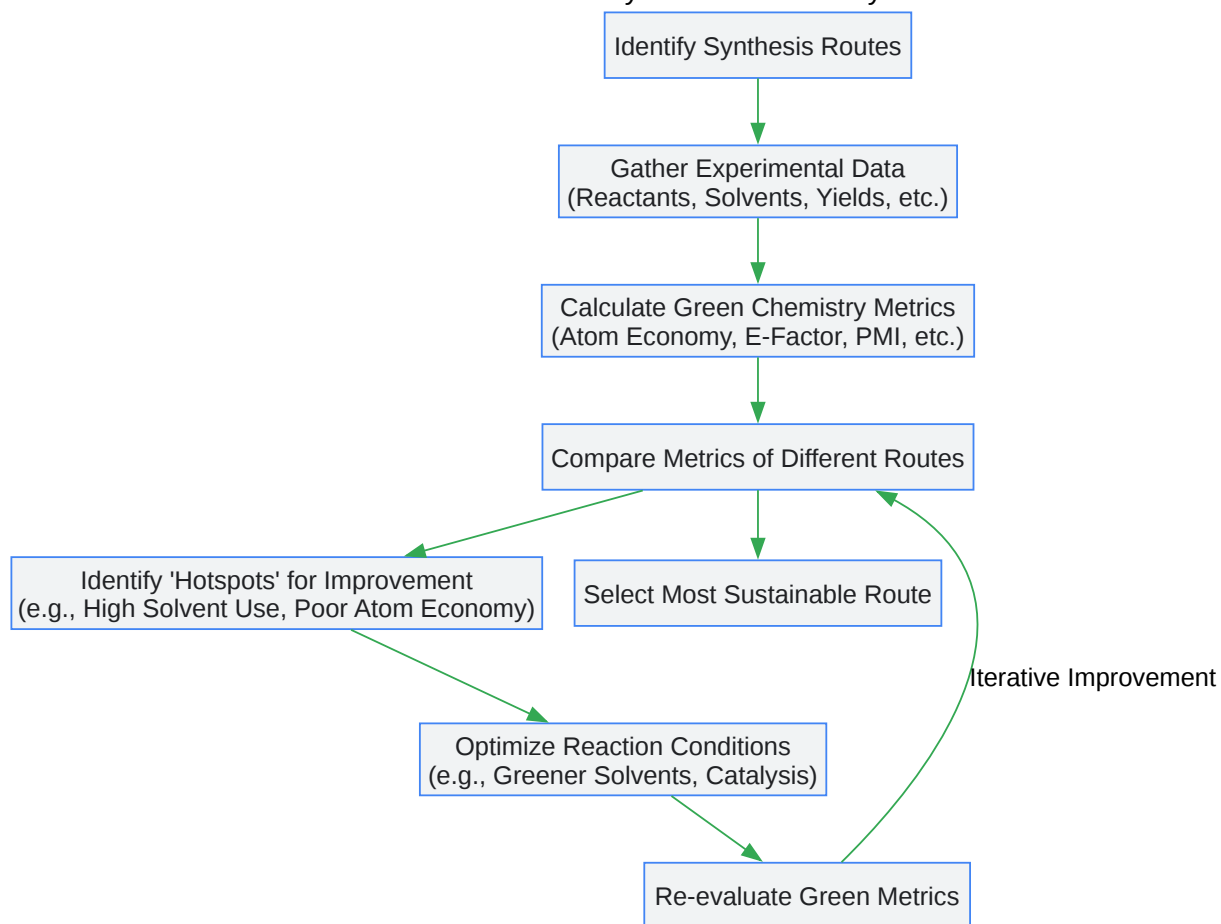 Identify Synthesis Routes
Gather Experimental Data
(Reactants, Solvents, Yields, etc.)
Calculate Green Chemistry Metrics
(Atom Economy, E-Factor, PMI, etc.)
Compare Metrics of Different Routes
Identify 'Hotspots' for Improvement
(e.g., High Solvent Use, Poor Atom Economy)
Select Most Sustainable Route
Iterative Improvement
Optimize Reaction Conditions
(e.g., Greener Solvents, Catalysis)
Re-evaluate Green Metrics